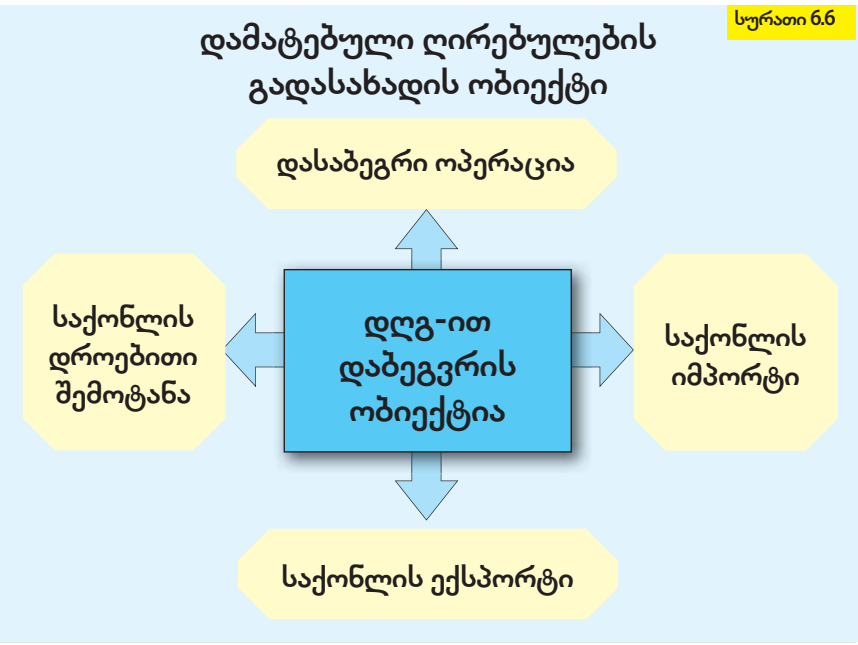 სურათი 6.6
დამატებული ღირებულების
გადასახადის ობიექტი
დასაბეგრი ოპერაცია
საქონლის
დროებითი
შემოტანა
დღგ-ით
დაბეგვრის
ობიექტია
საქონლის
იმპორტი
საქონლის ექსპორტი